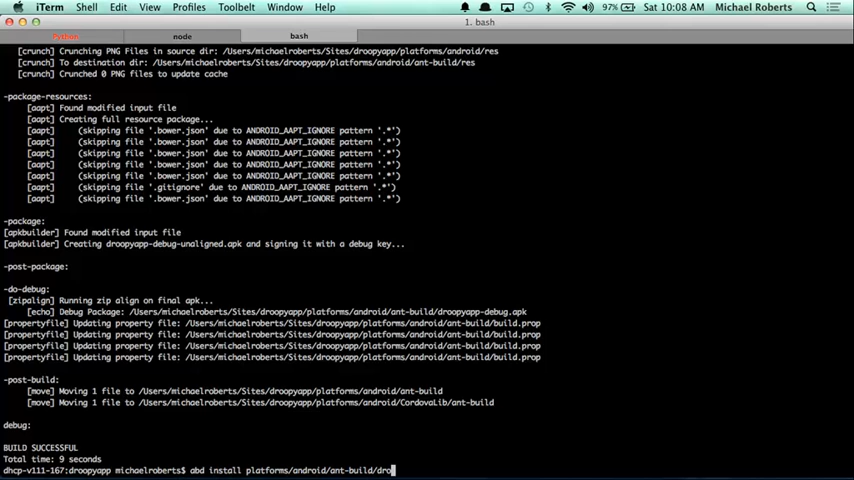 iTerm Shell Edit View Profiles Toolbelt Window Help 97% Sat 10:08 AM Michael Roberts
1. bash
Python node bash
[crunch] Crunching PNG Files in source dir: /Users/michaelroberts/Sites/droopyapp/platforms/android/res
[crunch] To destination dir: /Users/michaelroberts/Sites/droopyapp/platforms/android/ant-build/res
[crunch] Crunched 0 PNG files to update cache
-package-resources:
[aapt] Found modified input file
[aapt] Creating full resource package...
[aapt] (skipping file '.bower.json' due to ANDROID_AAPT_IGNORE pattern '.*')
[aapt] (skipping file '.bower.json' due to ANDROID_AAPT_IGNORE pattern '.*')
[aapt] (skipping file '.bower.json' due to ANDROID_AAPT_IGNORE pattern '.*')
[aapt] (skipping file '.bower.json' due to ANDROID_AAPT_IGNORE pattern '.*')
[aapt] (skipping file '.bower.json' due to ANDROID_AAPT_IGNORE pattern '.*')
[aapt] (skipping file '.gitignore' due to ANDROID_AAPT_IGNORE pattern '.*')
[aapt] (skipping file '.bower.json' due to ANDROID_AAPT_IGNORE pattern '.*')
-package:
[apkbuilder] Found modified input file
[apkbuilder] Creating droopyapp-debug-unaligned.apk and signing it with a debug key...
-post-package:
-do-debug:
[zipalign] Running zip align on final apk...
[echo] Debug Package: /Users/michaelroberts/Sites/droopyapp/platforms/android/ant-build/droopyapp-debug.apk
[propertyfile] Updating property file: /Users/michaelroberts/Sites/droopyapp/platforms/android/ant-build/build.prop
[propertyfile] Updating property file: /Users/michaelroberts/Sites/droopyapp/platforms/android/ant-build/build.prop
[propertyfile] Updating property file: /Users/michaelroberts/Sites/droopyapp/platforms/android/ant-build/build.prop
[propertyfile] Updating property file: /Users/michaelroberts/Sites/droopyapp/platforms/android/ant-build/build.prop
-post-build:
[move] Moving 1 file to /Users/michaelroberts/Sites/droopyapp/platforms/android/ant-build
[move] Moving 1 file to /Users/michaelroberts/Sites/droopyapp/platforms/android/CordovaLib/ant-build
debug:
BUILD SUCCESSFUL
Total time: 9 seconds
dhcp-v111-167:droopyapp michaelroberts$ abd install platforms/android/ant-build/dro